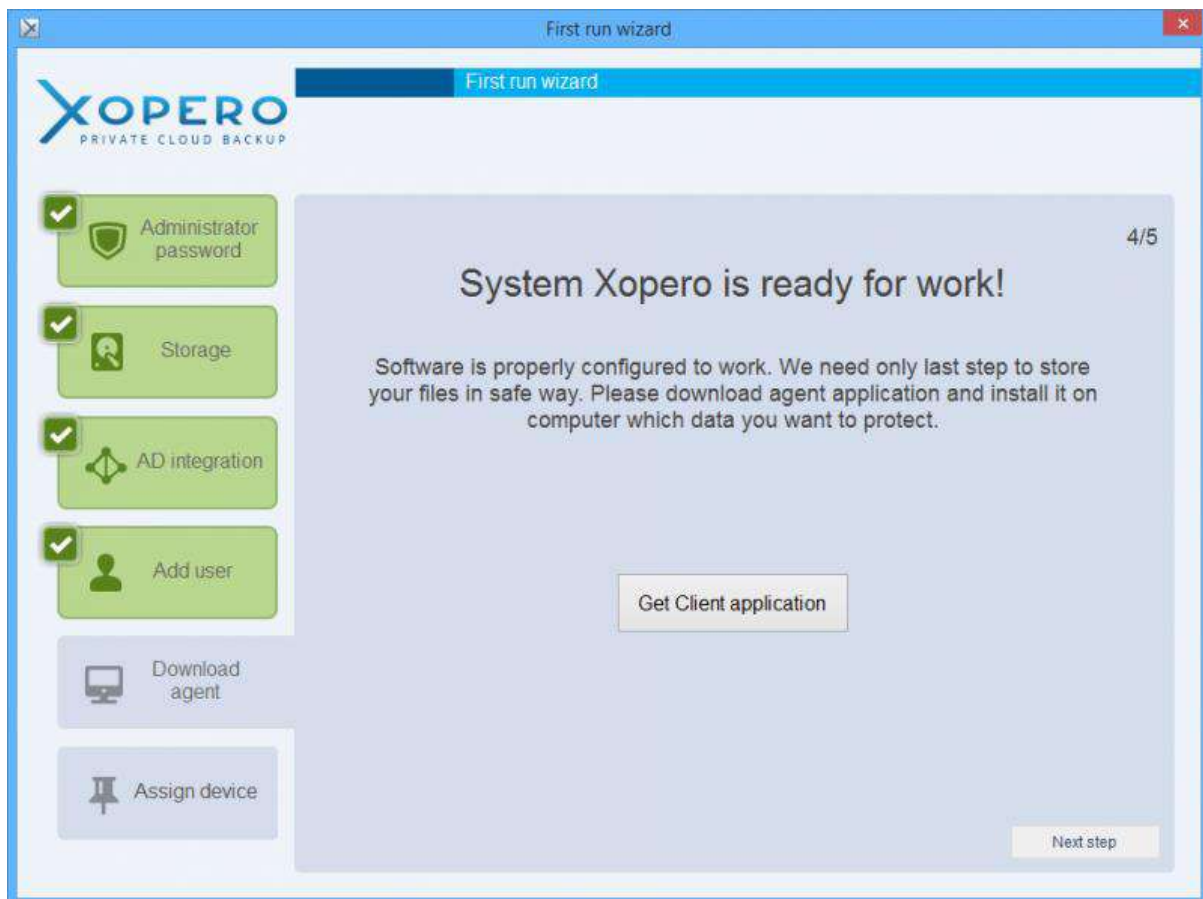 First run wizard
First run wizard
XOPERO
PRIVATE CLOUD BACKUP
Administrator
password
Storage
AD integration
Add user
Download
agent
Assign device
4/5
System Xopero is ready for work!
Software is properly configured to work. We need only last step to store
your files in safe way. Please download agent application and install it on
computer which data you want to protect.
Get Client application
Next step